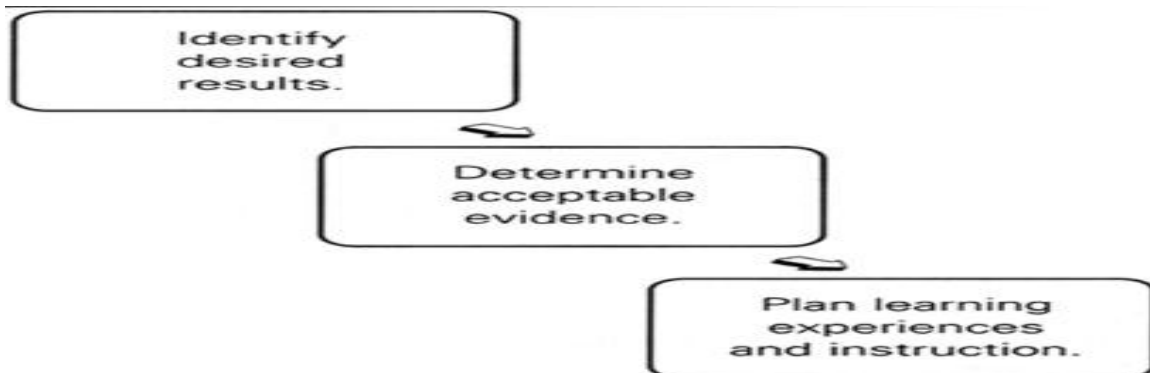 Identify
desired
results.
Determine
acceptable
evidence.
Plan learning
experiences
and instruction.